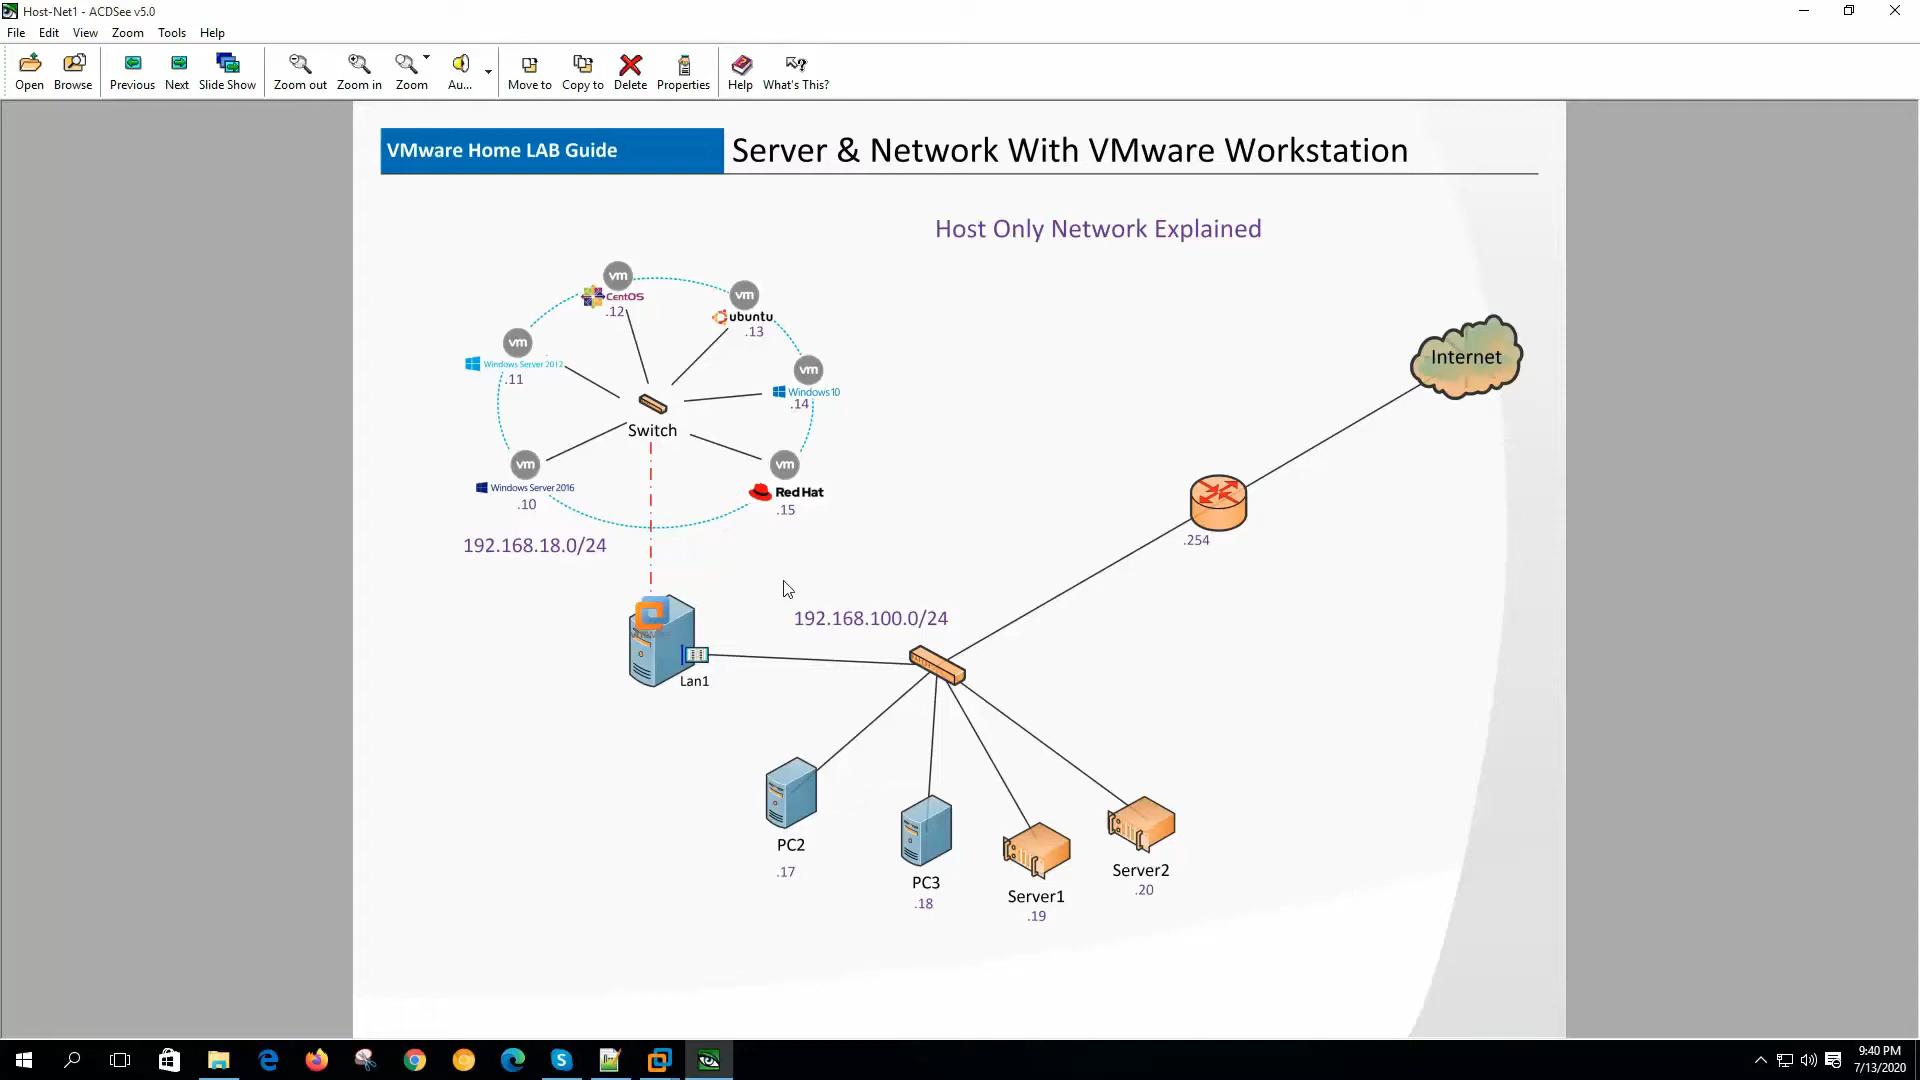 Host-Net1 - ACDSee v5.0
File Edit View Zoom Tools Help
Open Browse Previous Next Slide Show Zoom out Zoom in Zoom Au... Move to Copy to Delete Properties Help What's This?
VMware Home LAB Guide
Server & Network With VMware Workstation
Host Only Network Explained
vm
CentOS
.12
vm
ubuntu
.13
vm
Windows Server 2012
.11
vm
Windows 10
.14
Switch
vm
Windows Server 2016
.10
vm
Red Hat
.15
192.168.18.0/24
Internet
.254
192.168.100.0/24
Lan1
PC2
.17
PC3
.18
Server1
.19
Server2
.20
9:40 PM
7/13/2020